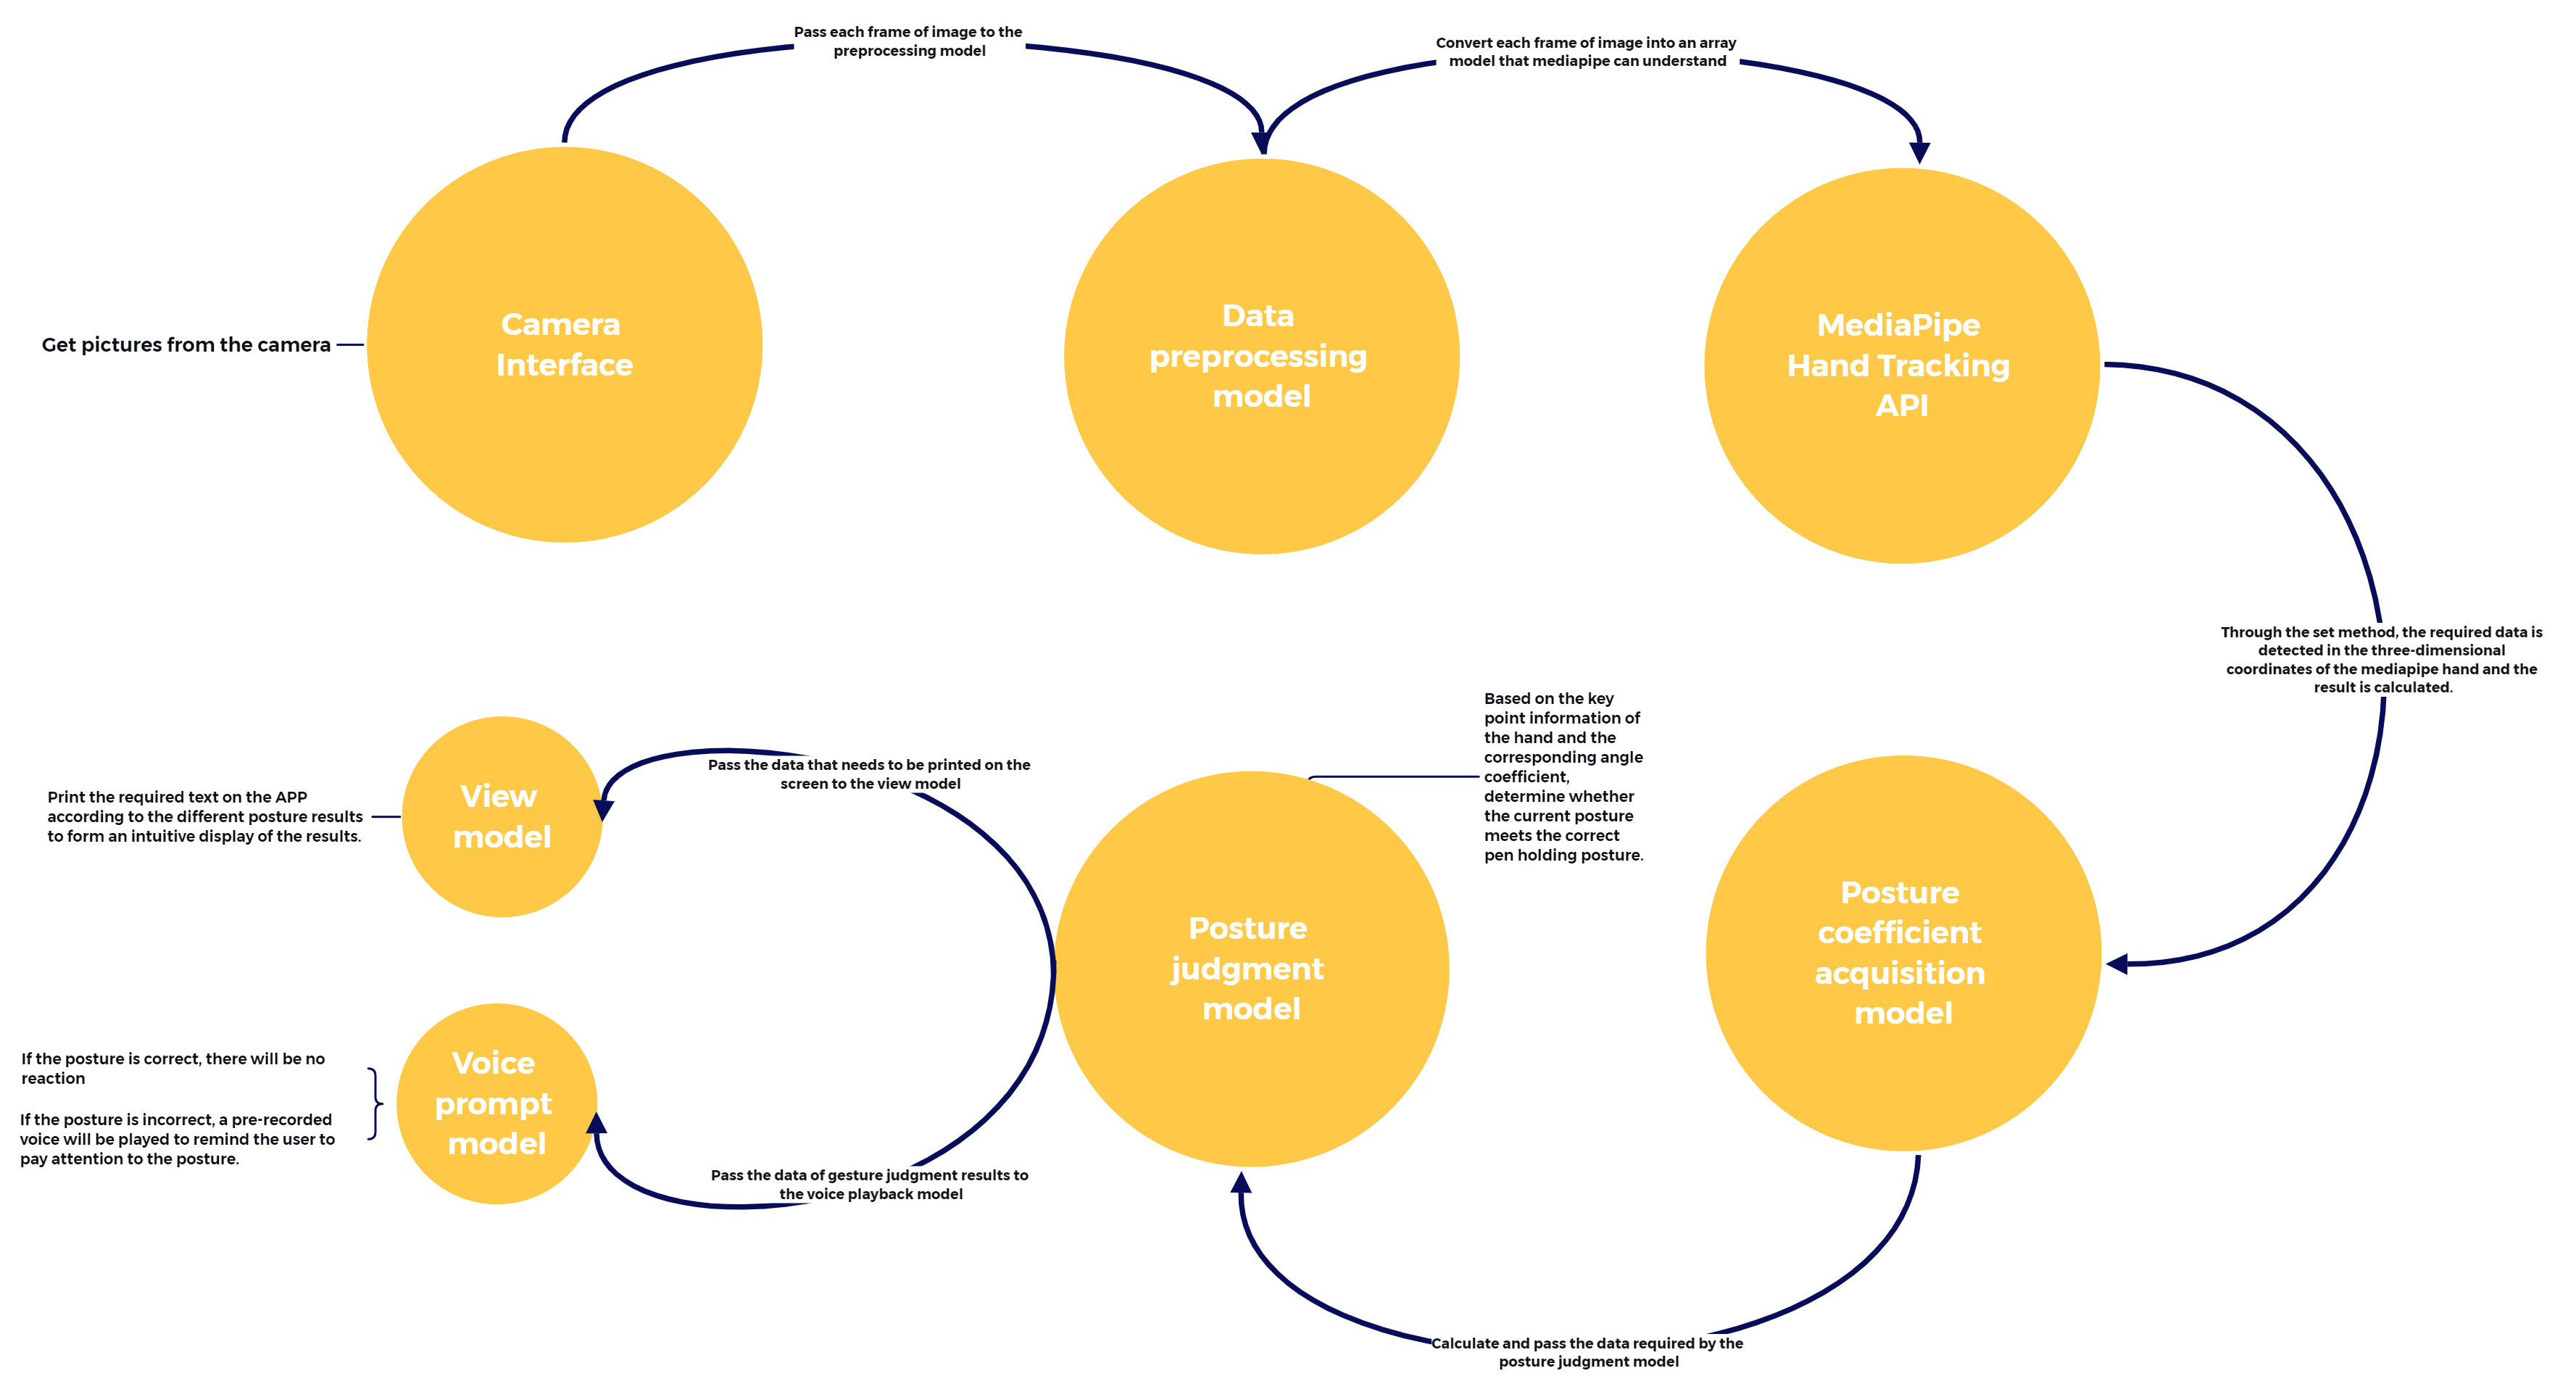 Pass each frame of image to the
preprocessing model
Convert each frame of image into an array
model that mediapipe can understand
Get pictures from the camera
Camera
Interface
Data
preprocessing
model
MediaPipe
Hand Tracking
API
Through the set method, the required data is
detected in the three-dimensional
coordinates of the mediapipe hand and the
result is calculated.
Posture
coefficient
acquisition
model
Calculate and pass the data required by the
posture judgment model
Based on the key
point information of
the hand and the
corresponding angle
coefficient,
determine whether
the current posture
meets the correct
pen holding posture.
Posture
judgment
model
Pass the data that needs to be printed on the
screen to the view model
View
model
Print the required text on the APP
according to the different posture results
to form an intuitive display of the results.
Pass the data of gesture judgment results to
the voice playback model
Voice
prompt
model
If the posture is correct, there will be no
reaction
If the posture is incorrect, a pre-recorded
voice will be played to remind the user to
pay attention to the posture.